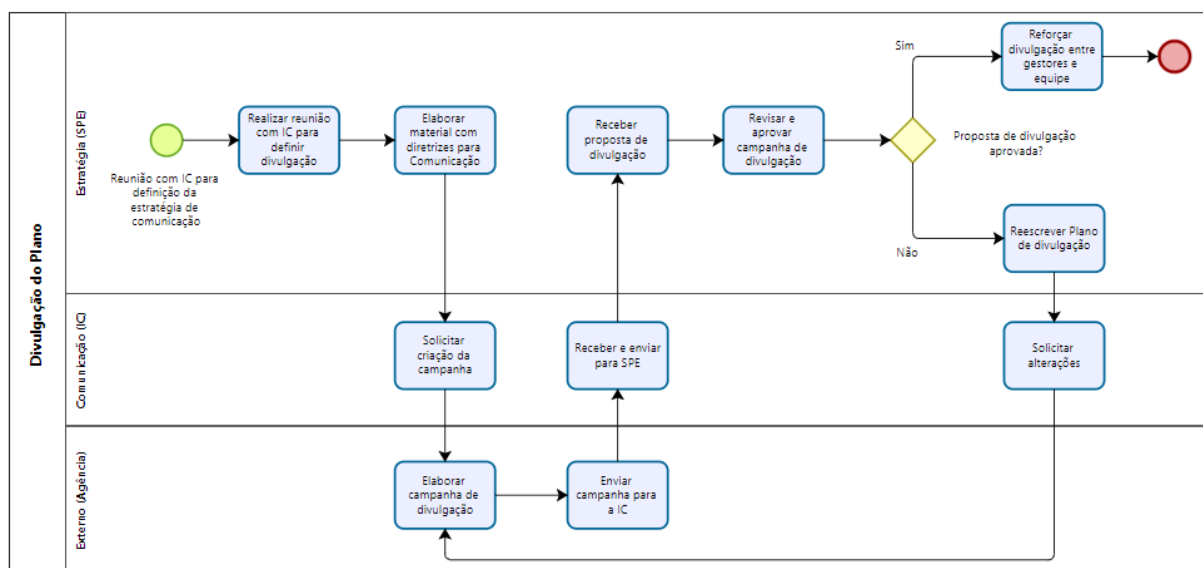 Divulgação do Plano
Estratégia (SPE)
Reunião com IC para
definição da
estratégia de
comunicação
Realizar reunião
com IC para
definir
divulgação
Elaborar
material com
diretrizes para
Comunicação
Receber
proposta de
divulgação
Revisar e
aprovar
campanha de
divulgação
Proposta de divulgação
aprovada?
Sim
Reforçar
divulgação entre
gestores e
equipe
Não
Reescrever Plano
de divulgação
Comunicação (IC)
Solicitar
criação da
campanha
Receber e enviar
para SPE
Solicitar
alterações
Externo (Agência)
Elaborar
campanha de
divulgação
Enviar
campanha para
a IC